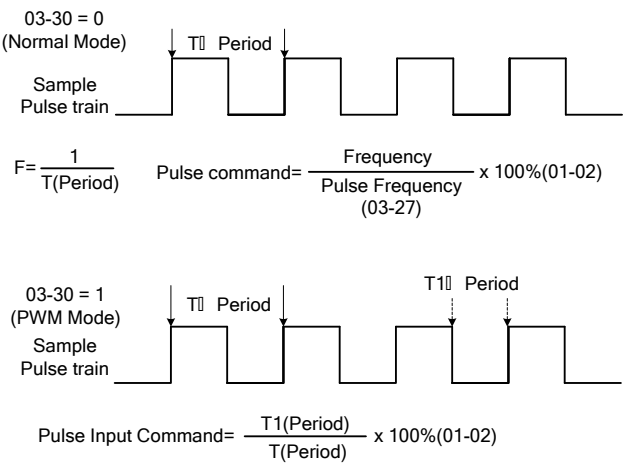 03-30 = 0
(Normal Mode)
T▯ Period
Sample
Pulse train
F= 1 / T(Period)
Pulse command= Frequency / Pulse Frequency (03-27) x 100%(01-02)
03-30 = 1
(PWM Mode)
T▯ Period
T1▯ Period
Sample
Pulse train
Pulse Input Command= T1(Period) / T(Period) x 100%(01-02)